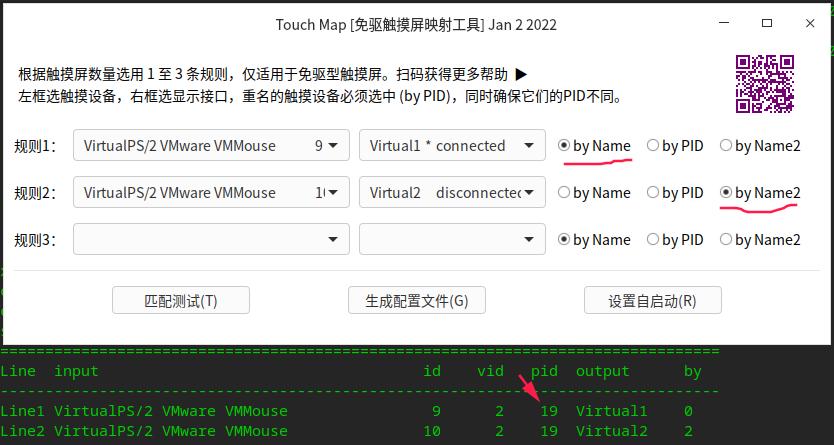 Touch Map [免驱触摸屏映射工具] Jan 2 2022
根据触摸屏数量选用 1 至 3 条规则，仅适用于免驱型触摸屏。扫码获得更多帮助 ▶
左框选触摸设备，右框选显示接口，重名的触摸设备必须选中 (by PID)，同时确保它们的PID不同。
规则1: VirtualPS/2 VMware VMMouse 9 Virtual1 * connected by Name by PID by Name2
规则2: VirtualPS/2 VMware VMMouse Virtual2 disconnected by Name by PID by Name2
规则3: by Name by PID by Name2
匹配测试(T) 生成配置文件(G) 设置自启动(R)
Line input id vid pid output by
Line1 VirtualPS/2 VMware VMMouse 9 2 19 Virtual1 0
Line2 VirtualPS/2 VMware VMMouse 10 2 19 Virtual2 2